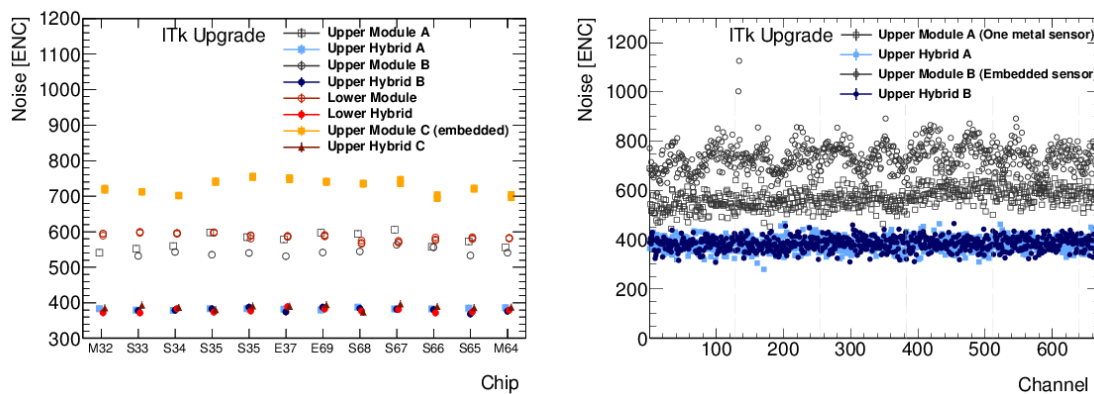 Noise [ENC]
1200
1100
1000
900
800
700
600
500
400
300
ITk Upgrade
Upper Module A
Upper Hybrid A
Upper Module B
Upper Hybrid B
Lower Module
Lower Hybrid
Upper Module C (embedded)
Upper Hybrid C
M32 S33 S34 S35 S35 E37 E69 S68 S67 S66 S65 M64
Chip
Noise [ENC]
1200
1000
800
600
400
200
0
ITk Upgrade
Upper Module A (One metal sensor)
Upper Hybrid A
Upper Module B (Embedded sensor)
Upper Hybrid B
100 200 300 400 500 600
Channel